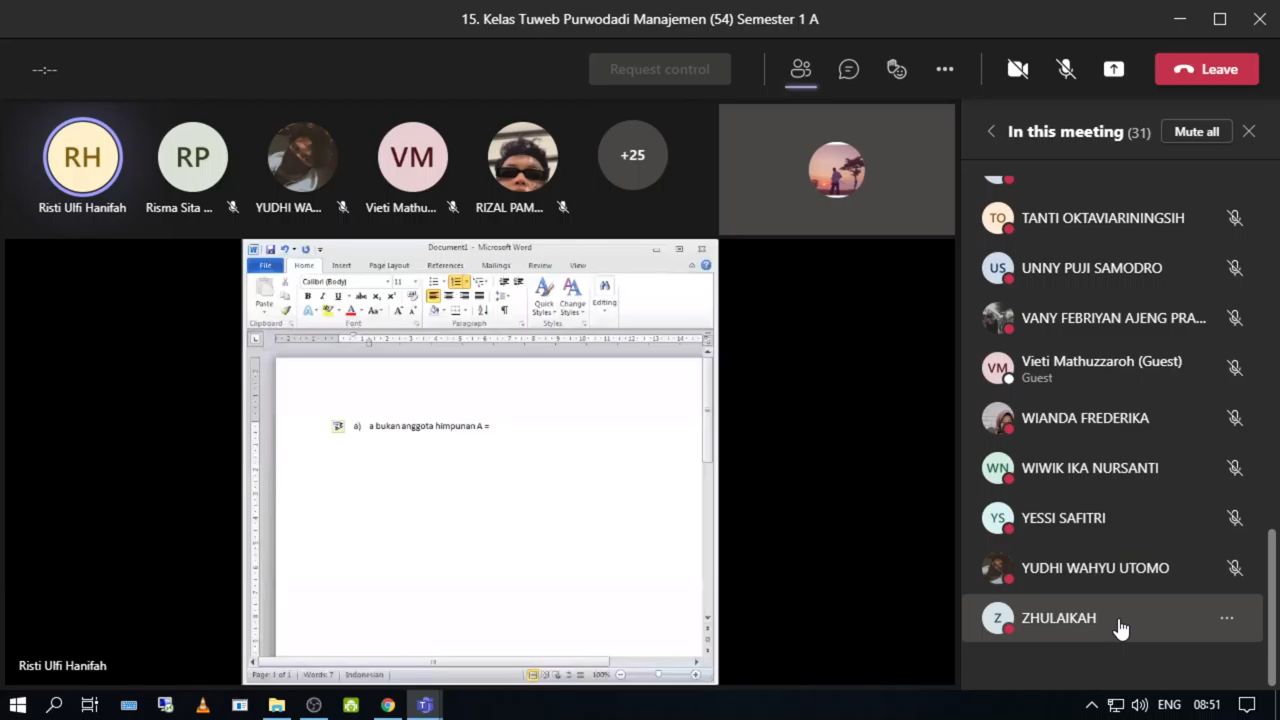 15. Kelas Tuweb Purwodadi Manajemen (54) Semester 1 A
--:--
Request control
Leave
RH
RP
VM
+25
Risti Ulfi Hanifah
Risma Sita ...
YUDHI WA...
Vieti Mathu...
RIZAL PAM...
In this meeting (31)
Mute all
TO
TANTI OKTAVIARININGSIH
US
UNNY PUJI SAMODRO
VANY FEBRIYAN AJENG PRA...
VM
Vieti Mathuzzaroh (Guest)
Guest
WIANDA FREDERIKA
WN
WIWIK IKA NURSANTI
YS
YESSI SAFITRI
YUDHI WAHYU UTOMO
Z
ZHULAIKAH
Document1 - Microsoft Word
File
Home
Insert
Page Layout
References
Mailings
Review
View
Calibri (Body)
11
Paste
Quick Styles
Change Styles
Editing
Clipboard
Font
Paragraph
Styles
a) a bukan anggota himpunan A =
Page: 1 of 1
Words: 7
Indonesian
100%
Risti Ulfi Hanifah
ENG
08:51